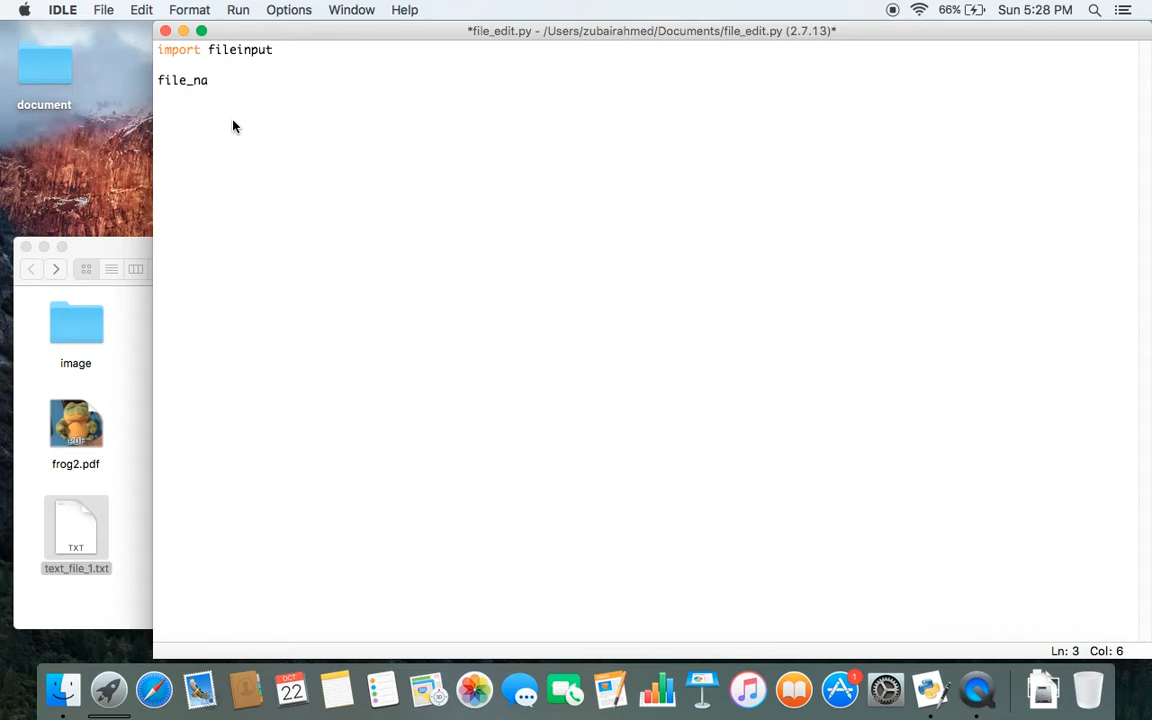 IDLE File Edit Format Run Options Window Help 66% Sun 5:28 PM
*file_edit.py - /Users/zubairahmed/Documents/file_edit.py (2.7.13)*
import fileinput
file_na
document
image
PDF
frog2.pdf
TXT
text_file_1.txt
Ln: 3 Col: 6
OCT
22
1